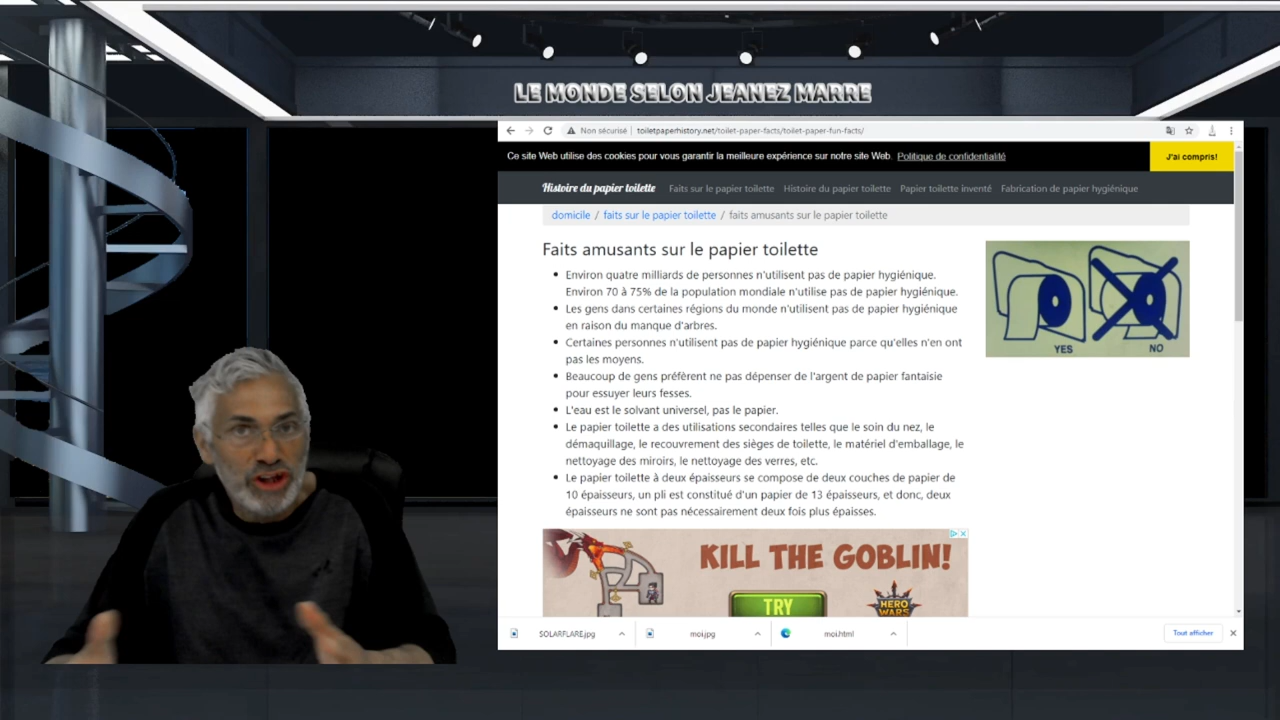 LE MONDE SELON JEANEZ MARRE
Non sécurisé | toiletpaperhistory.net/toilet-paper-facts/toilet-paper-fun-facts/
Ce site Web utilise des cookies pour vous garantir la meilleure expérience sur notre site Web. Politique de confidentialité
J'ai compris!
Histoire du papier toilette Faits sur le papier toilette Histoire du papier toilette Papier toilette inventé Fabrication de papier hygiénique
domicile / faits sur le papier toilette / faits amusants sur le papier toilette
Faits amusants sur le papier toilette
• Environ quatre milliards de personnes n'utilisent pas de papier hygiénique.
Environ 70 à 75% de la population mondiale n'utilise pas de papier hygiénique.
• Les gens dans certaines régions du monde n'utilisent pas de papier hygiénique
en raison du manque d'arbres.
• Certaines personnes n'utilisent pas de papier hygiénique parce qu'elles n'en ont
pas les moyens.
• Beaucoup de gens préfèrent ne pas dépenser de l'argent de papier fantaisie
pour essuyer leurs fesses.
• L'eau est le solvant universel, pas le papier.
• Le papier toilette a des utilisations secondaires telles que le soin du nez, le
démaquillage, le recouvrement des sièges de toilette, le matériel d'emballage, le
nettoyage des miroirs, le nettoyage des verres, etc.
• Le papier toilette à deux épaisseurs se compose de deux couches de papier de
10 épaisseurs, un pli est constitué d'un papier de 13 épaisseurs, et donc, deux
épaisseurs ne sont pas nécessairement deux fois plus épaisses.
YES NO
KILL THE GOBLIN!
TRY
HERO
WARS
SOLARFLARE.jpg
moi.jpg
moi.html
Tout afficher